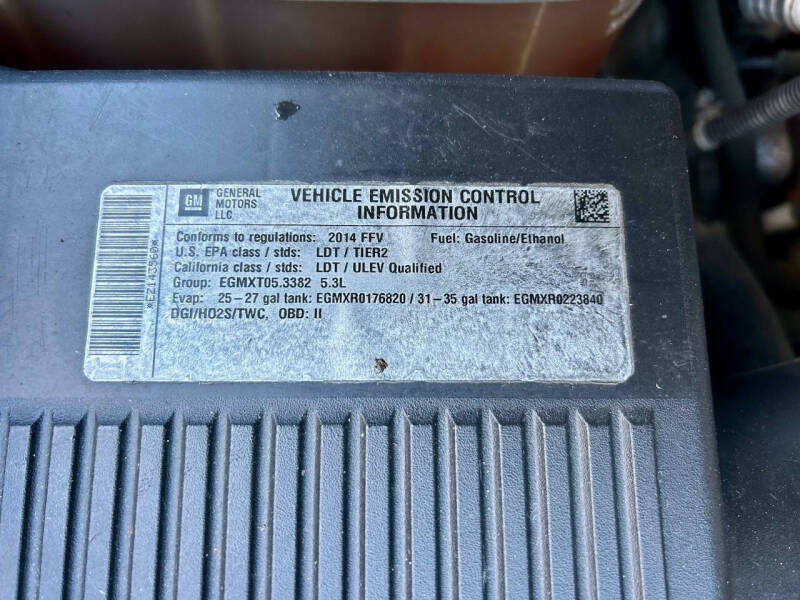 GM
GENERAL
MOTORS
LLC
VEHICLE EMISSION CONTROL
INFORMATION
Conforms to regulations: 2014 FFV Fuel: Gasoline/Ethanol
U.S. EPA class / stds: LDT / TIER2
California class / stds: LDT / ULEV Qualified
Group: EGMXT05.3382 5.3L
Evap: 25-27 gal tank: EGMXR0176820 / 31-35 gal tank: EGMXR0223840
DGI/HO2S/TWC, OBD: II